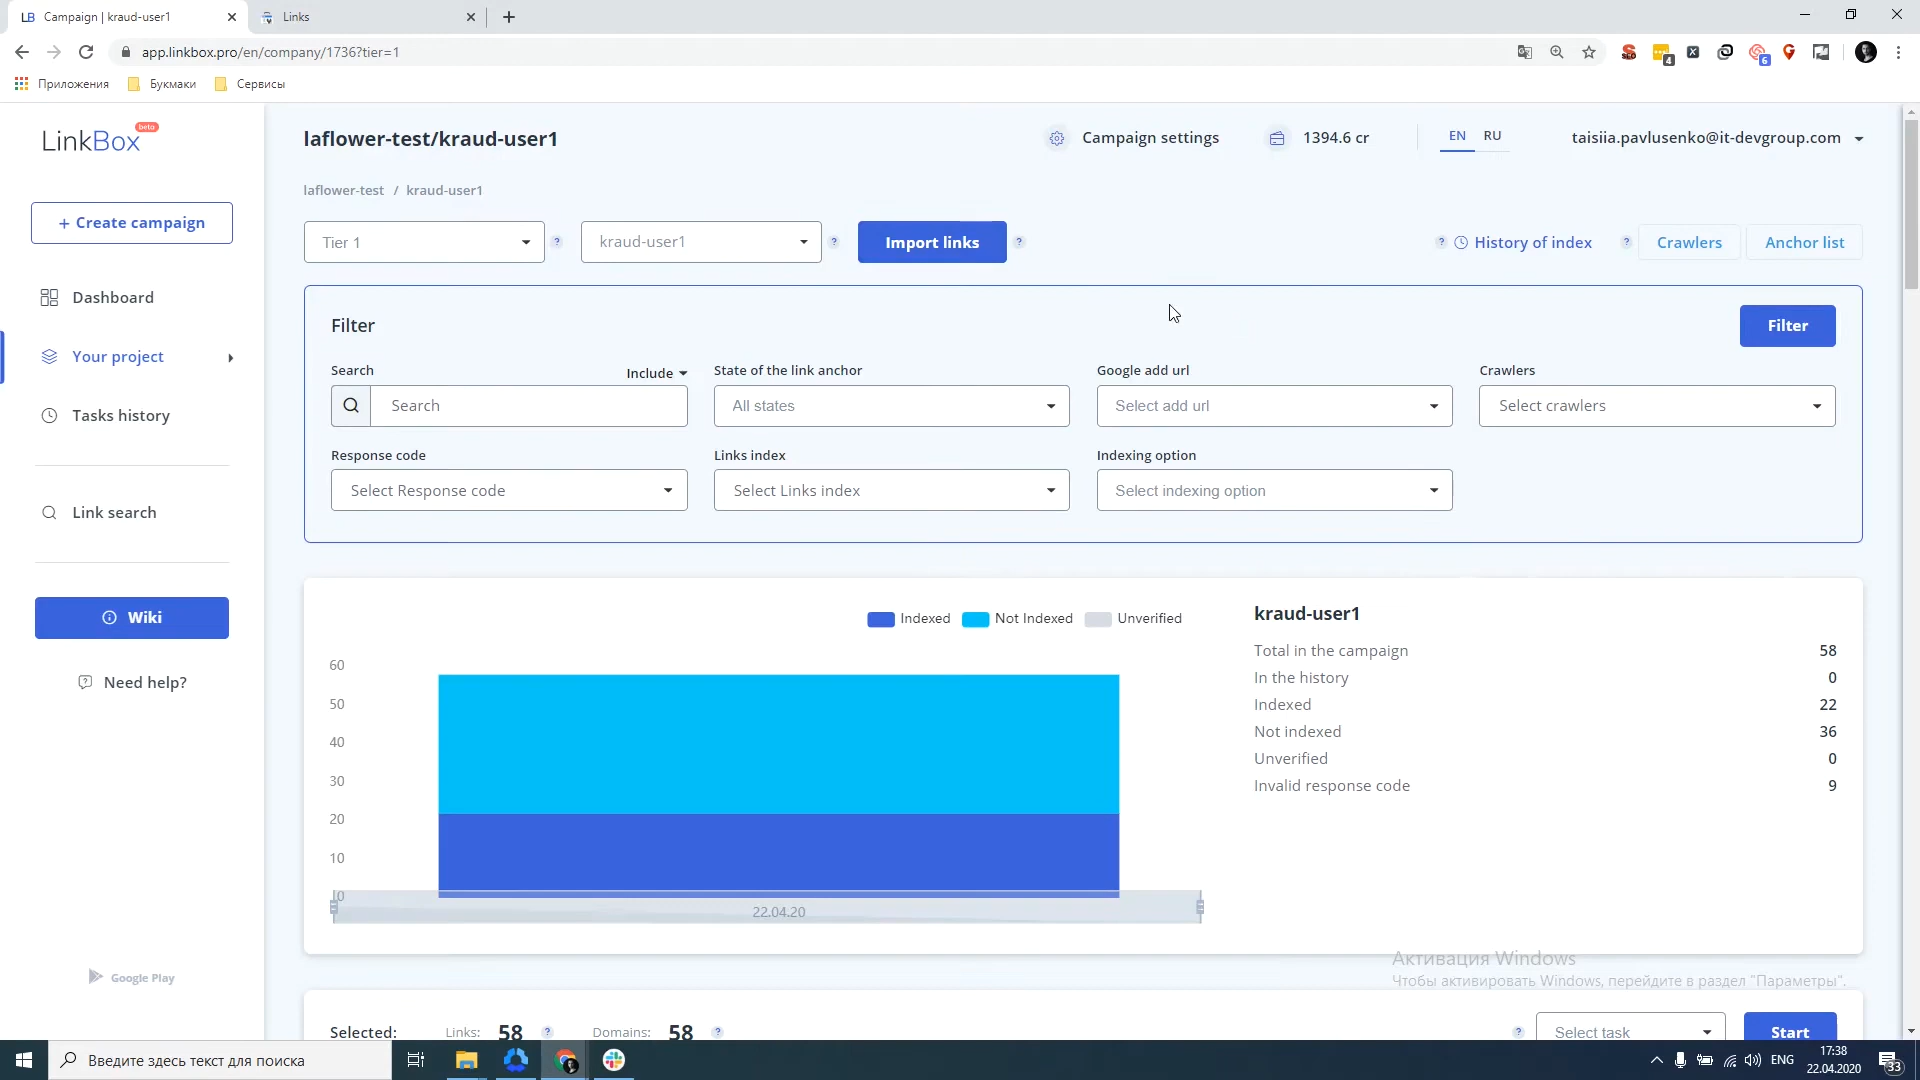 LB Campaign | kraud-user1
Links
app.linkbox.pro/en/company/1736?tier=1
4
6
Приложения
Букмаки
Сервисы
LinkBox beta
laflower-test/kraud-user1
Campaign settings
1394.6 cr
EN
RU
taisiia.pavlusenko@it-devgroup.com
laflower-test / kraud-user1
+ Create campaign
Tier 1
?
kraud-user1
?
Import links
?
?
History of index
?
Crawlers
Anchor list
Dashboard
Your project
Tasks history
Link search
Wiki
Need help?
Google Play
Filter
Filter
Search
Include
State of the link anchor
Google add url
Crawlers
Search
All states
Select add url
Select crawlers
Response code
Links index
Indexing option
Select Response code
Select Links index
Select indexing option
Indexed
Not Indexed
Unverified
60
50
40
30
20
10
0
22.04.20
kraud-user1
Total in the campaign 58
In the history 0
Indexed 22
Not indexed 36
Unverified 0
Invalid response code 9
Активация Windows
Чтобы активировать Windows, перейдите в раздел "Параметры".
Selected:
Links: 58 ?
Domains: 58 ?
?
Select task
Start
Введите здесь текст для поиска
ENG
17:38
22.04.2020
33